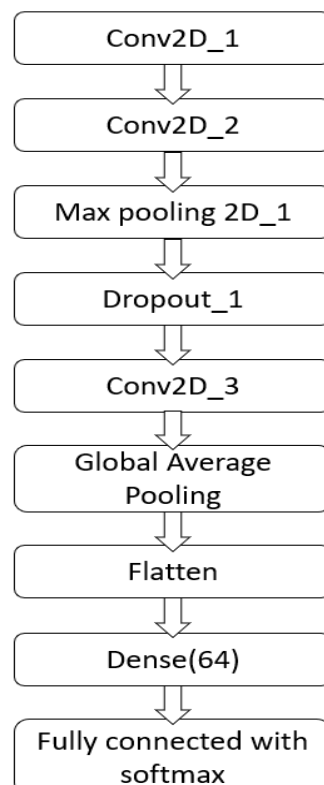 Conv2D_1
Conv2D_2
Max pooling 2D_1
Dropout_1
Conv2D_3
Global Average
Pooling
Flatten
Dense(64)
Fully connected with
softmax